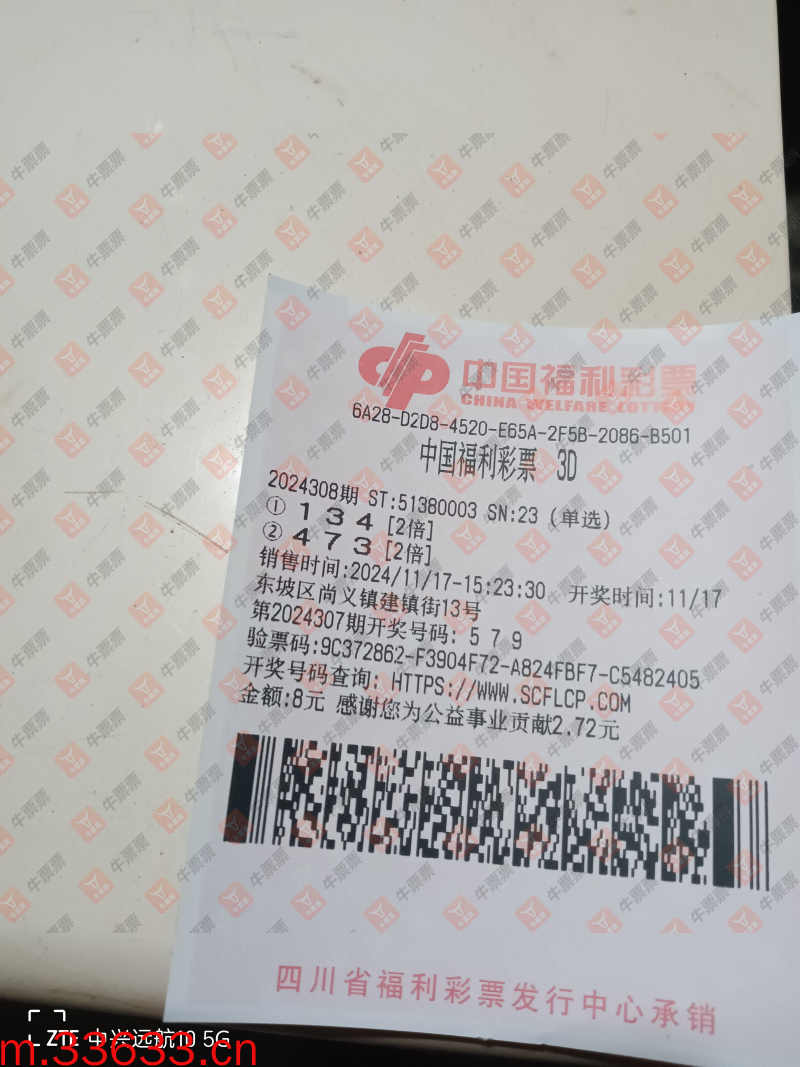 中国福利彩票
CHINA WELFARE LOTTERY
6A28-D2D8-4520-E65A-2F5B-2086-B501
中国福利彩票 3D
2024308期 ST:51380003 SN:23 (单选)
① 1 3 4 [2倍]
② 4 7 3 [2倍]
销售时间:2024/11/17-15:23:30 开奖时间:11/17
东坡区尚义镇建镇街13号
第2024307期开奖号码: 5 7 9
验票码:9C372862-F3904F72-A824FBF7-C5482405
开奖号码查询: HTTPS://WWW.SCFLCP.COM
金额:8元 感谢您为公益事业贡献2.72元
四川省福利彩票发行中心承销
牛票票
ZTE 中兴远航10 5G
m.33633.cn